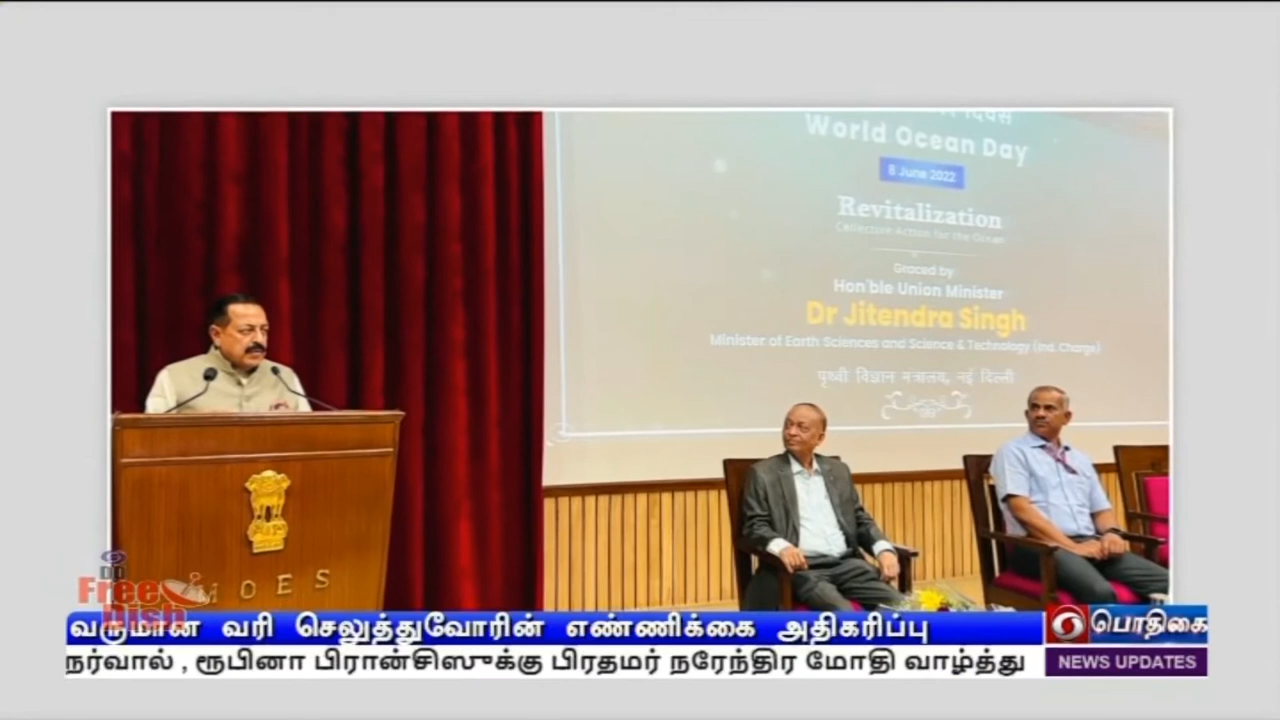 दिवस
World Ocean Day
8 June 2022
Revitalization
Collective Action for the Ocean
Graced by
Hon'ble Union Minister
Dr Jitendra Singh
Minister of Earth Sciences and Science & Technology (Ind. Charge)
पृथ्वी विज्ञान मंत्रालय, नई दिल्ली
MOES
DD
Free
Dish
வருமான வரி செலுத்துவோரின் எண்ணிக்கை அதிகரிப்பு
பொதிகை
நர்வால் , ரூபினா பிரான்சிஸுக்கு பிரதமர் நரேந்திர மோதி வாழ்த்து
NEWS UPDATES